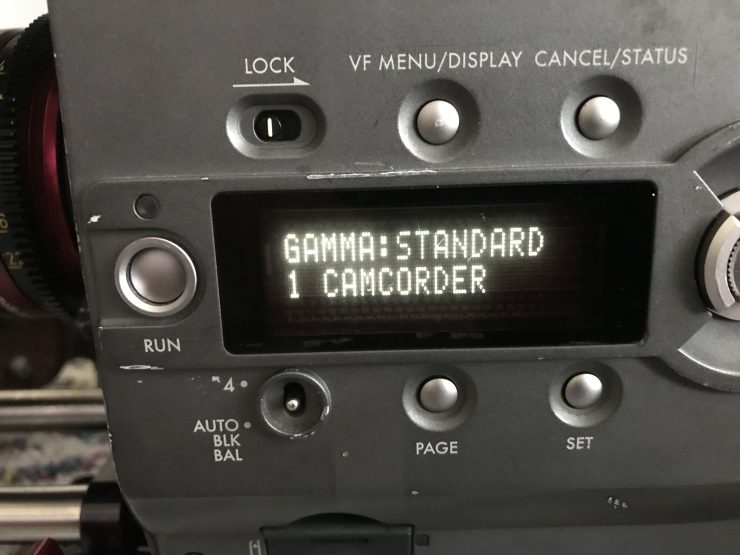 LOCK
VF MENU/DISPLAY
CANCEL/STATUS
GAMMA:STANDARD
1 CAMCORDER
RUN
4
AUTO
BLK
BAL
PAGE
SET